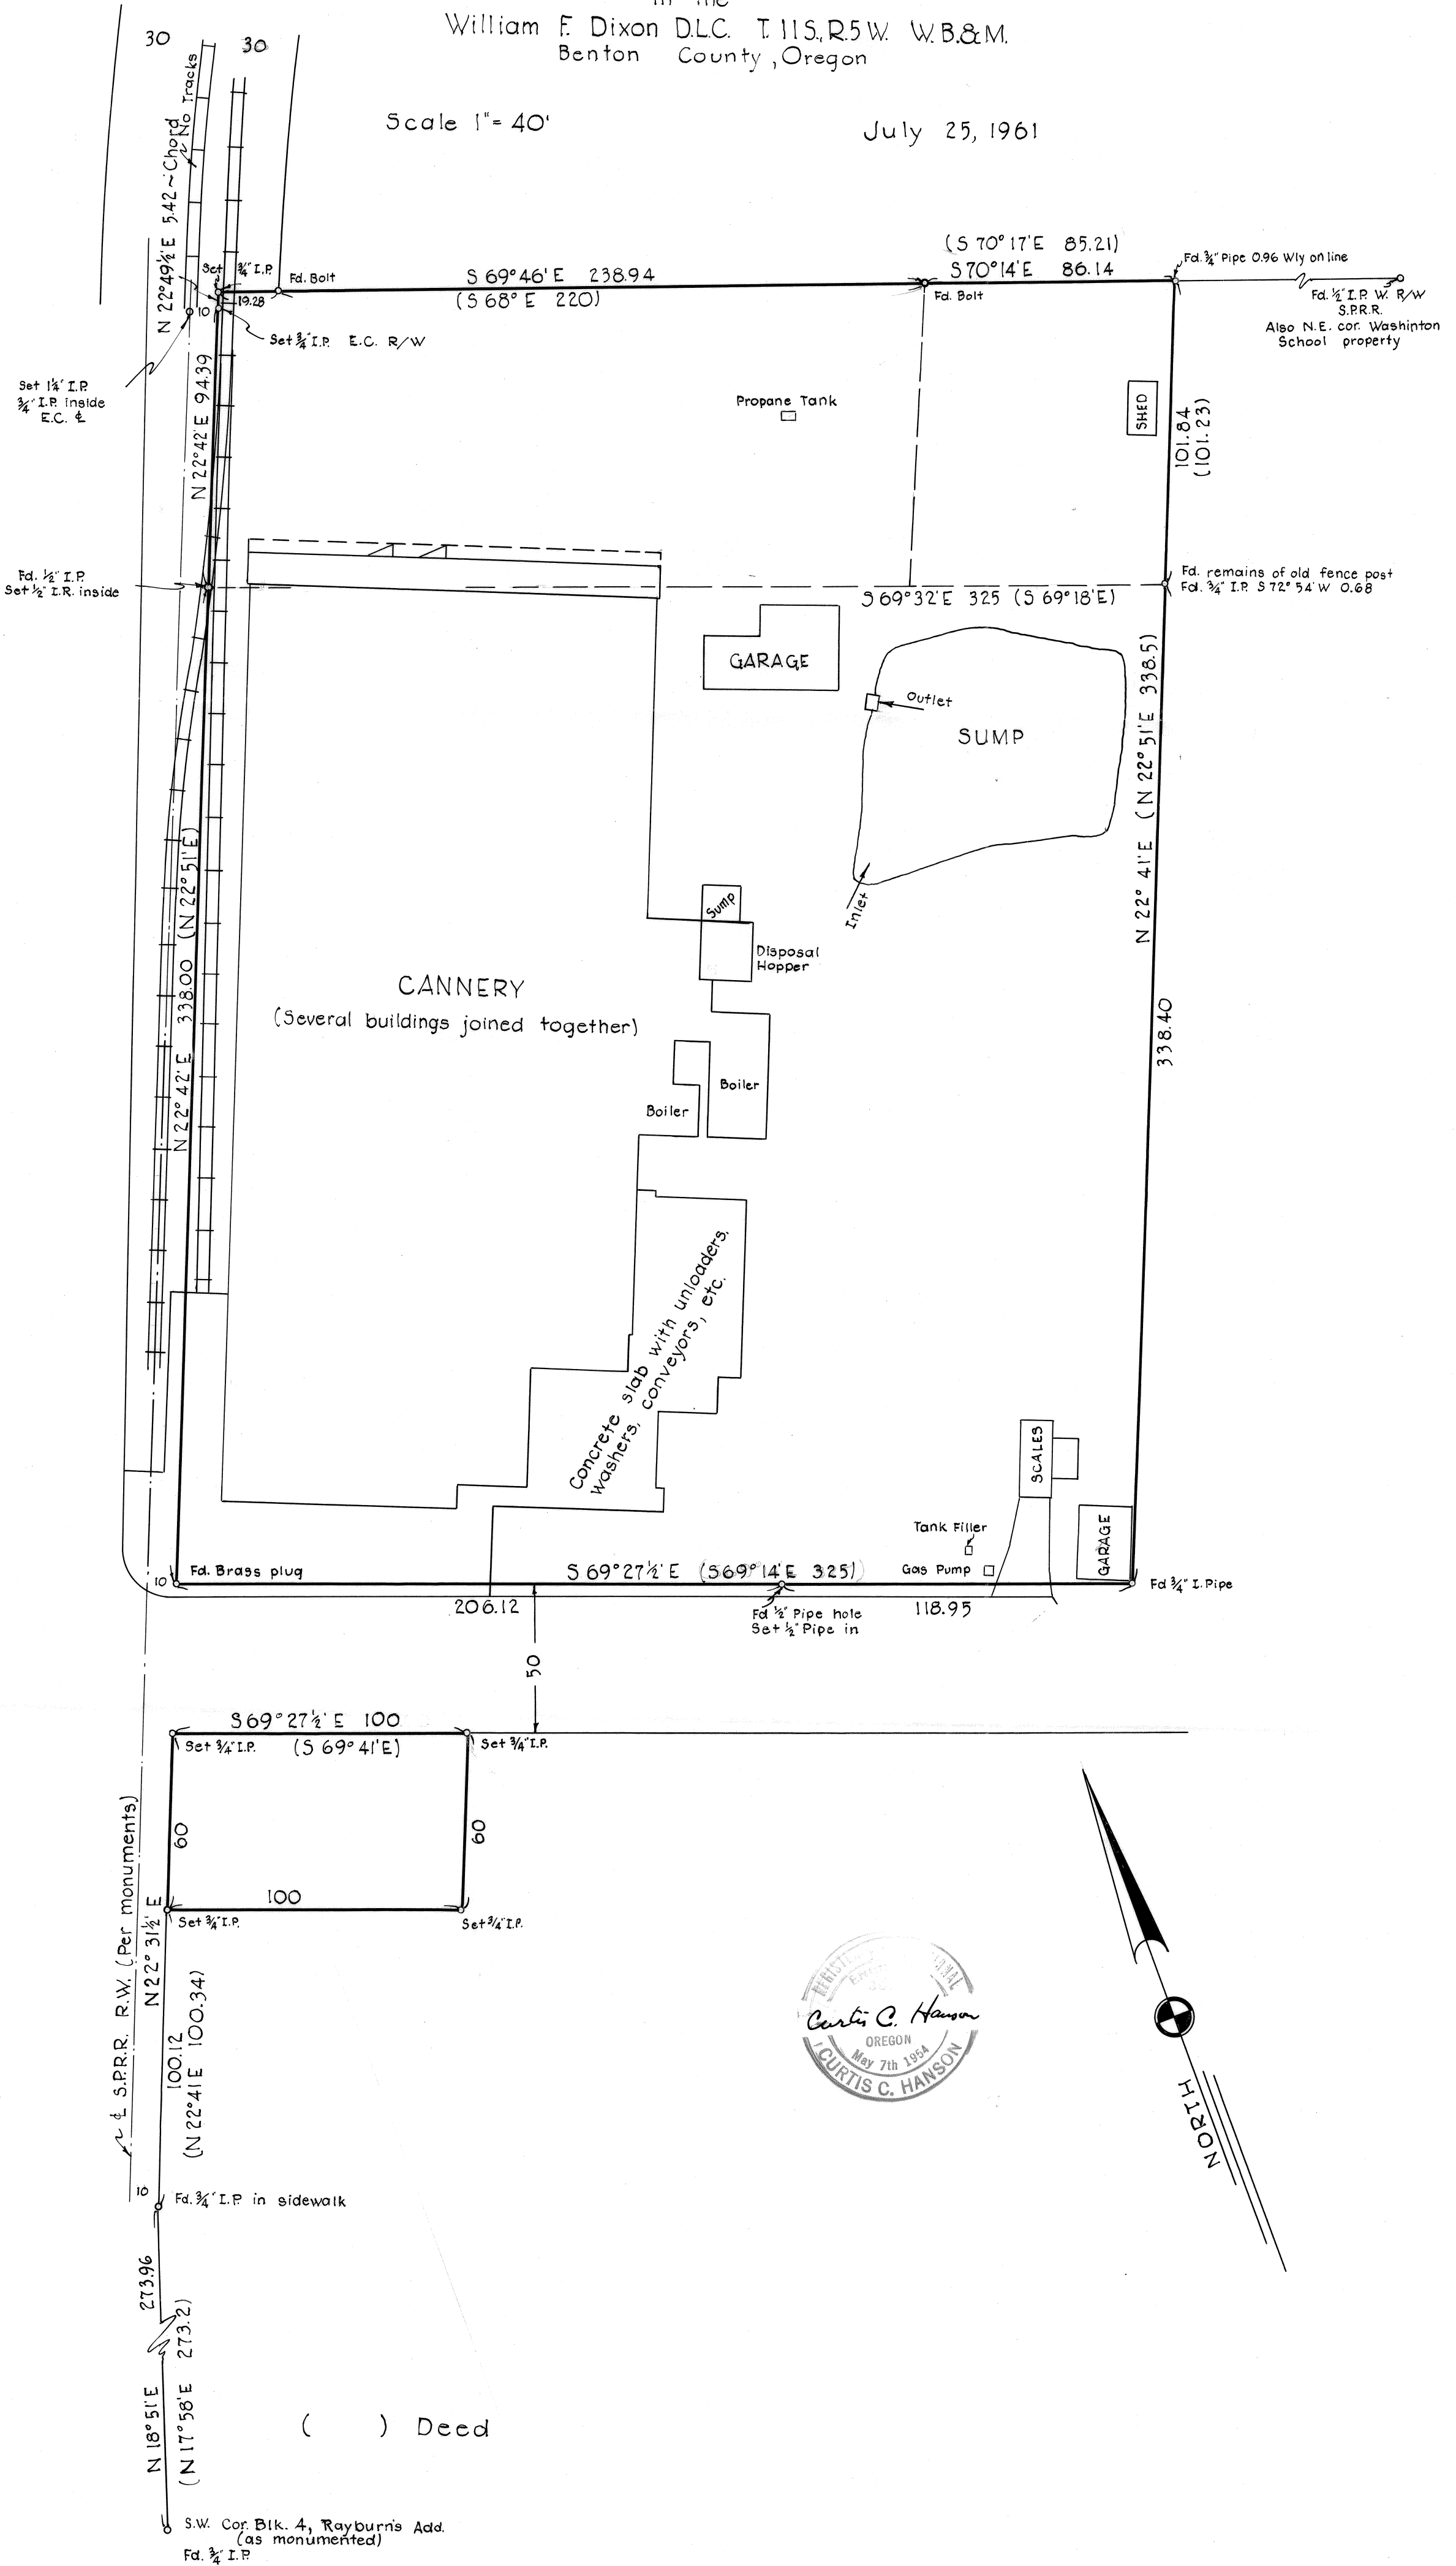 William F. Dixon D.L.C. T. 11 S., R. 5 W. W. B. & M.
Benton County, Oregon
Scale 1" = 40'
July 25, 1961
30
30
No Tracks
N 22° 49½' E 5.42 ~ Chord
Set ¾" I.P.
Fd. Bolt
19.28
10
S 69° 46' E 238.94
(S 68° E 220)
(S 70° 17' E 85.21)
S 70° 14' E 86.14
Fd. Bolt
Fd. ¾" Pipe 0.96 Wly on line
Fd. ½" I.P. W. R/W
S.P.R.R.
Also N.E. cor. Washinton
School property
Set ¾" I.P. E.C. R/W
Set 1¼" I.P.
¾" I.P. inside
E.C. ℄
N 22° 42' E 94.39
Propane Tank
SHED
101.84
(101.23)
Fd. ½" I.P.
Set ½" I.R. inside
Fd. remains of old fence post
Fd. ¾" I.P. S 72° 54' W 0.68
S 69° 32' E 325 (S 69° 18' E)
GARAGE
Outlet
SUMP
Inlet
N 22° 41' E (N 22° 51' E 338.5)
338.40
N 22° 42' E 338.00 (N 22° 51' E)
Sump
Disposal
Hopper
CANNERY
(Several buildings joined together)
Boiler
Boiler
Concrete slab with unloaders,
washers, conveyors, etc.
SCALES
GARAGE
Tank Filler
Gas Pump
Fd. Brass plug
10
S 69° 27½' E (S 69° 14' E 325)
Fd ¾" I. Pipe
206.12
Fd ½" Pipe hole
Set ½" Pipe in
118.95
50
S 69° 27½' E 100
Set ¾" I.P.
(S 69° 41' E)
Set ¾" I.P.
60
60
100
Set ¾" I.P.
Set ¾" I.P.
℄ S.P.R.R. R.W. (Per monuments)
N 22° 31½' E
100.12
(N 22° 41' E 100.34)
10
Fd. ¾" I.P. in sidewalk
273.96
N 18° 51' E
(N 17° 58' E 273.2)
Curtis C. Hanson
OREGON
May 7th 1954
CURTIS C. HANSON
NORTH
( ) Deed
S.W. Cor. Blk. 4, Rayburn's Add.
(as monumented)
Fd. ¾" I.P.